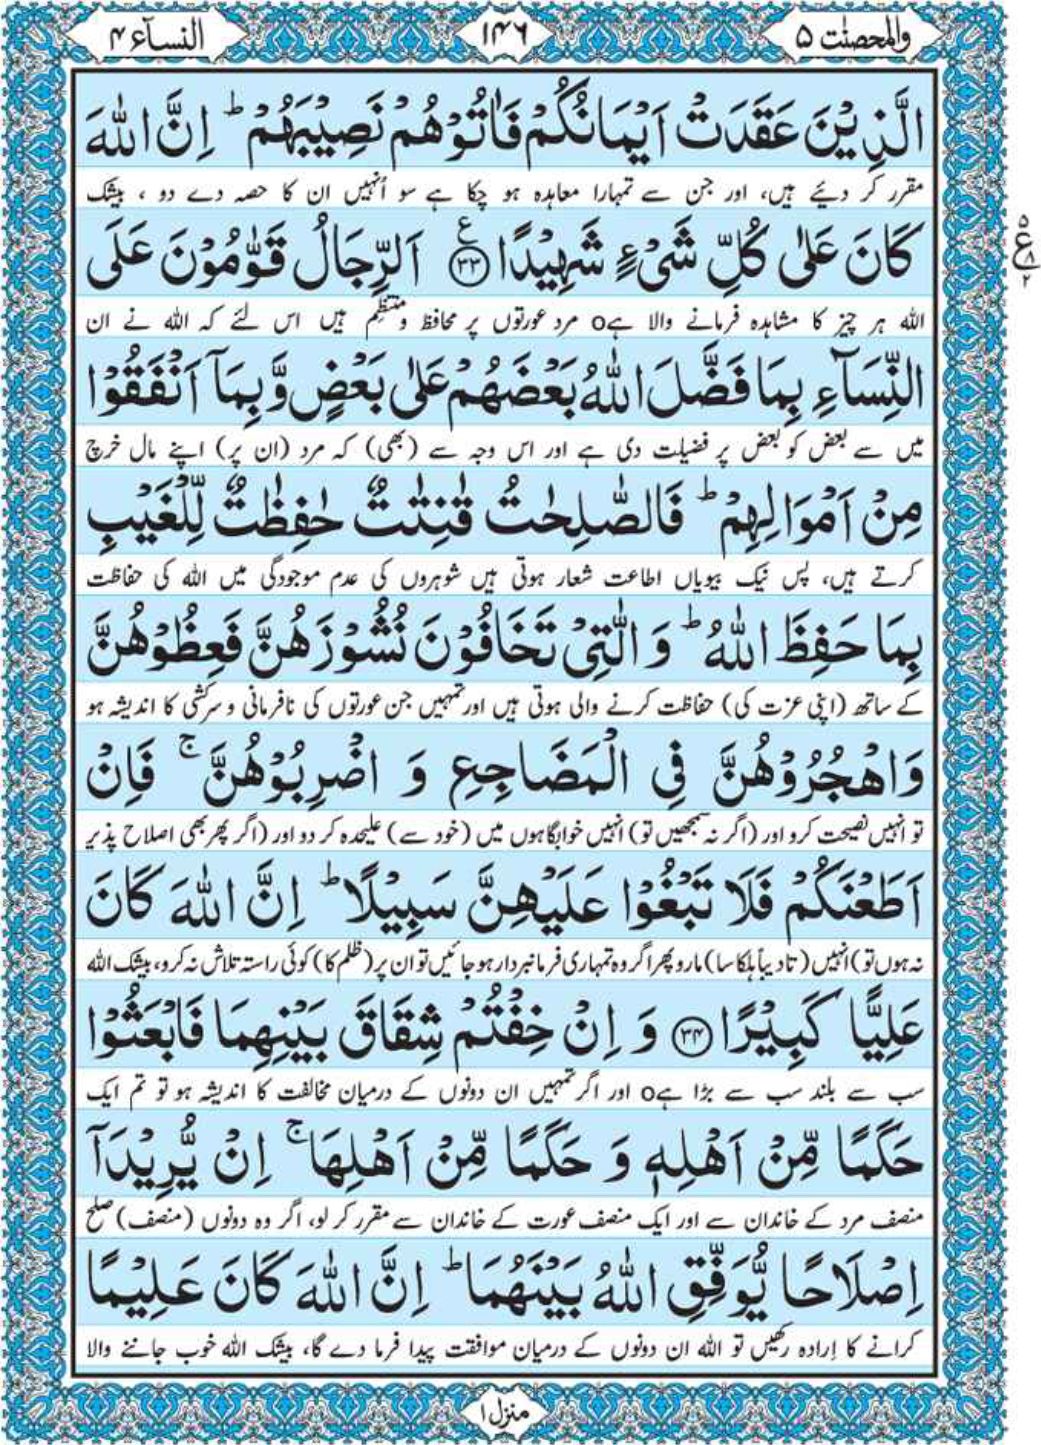 والمحصنٰت ۵ ۱۴۶ النسآء ۴
الَّذِیْنَ عَقَدَتْ اَیْمَانُكُمْ فَاٰتُوْهُمْ نَصِیْبَهُمْ ؕ اِنَّ اللّٰهَ
مقرر کر دیئے ہیں، اور جن سے تمہارا معاہدہ ہو چکا ہے سو اُنہیں ان کا حصہ دے دو ، بیشک
كَانَ عَلٰی كُلِّ شَیْءٍ شَهِیْدًا ۳۳ ع اَلرِّجَالُ قَوّٰمُوْنَ عَلَی
۵ ع ۸ ۲
اللہ ہر چیز کا مشاہدہ فرمانے والا ہےo مرد عورتوں پر محافظ و منتظِم ہیں اس لئے کہ اللہ نے ان
النِّسَآءِ بِمَا فَضَّلَ اللّٰهُ بَعْضَهُمْ عَلٰی بَعْضٍ وَّ بِمَاۤ اَنْفَقُوْا
میں سے بعض کو بعض پر فضیلت دی ہے اور اس وجہ سے (بھی) کہ مرد (ان پر) اپنے مال خرچ
مِنْ اَمْوَالِهِمْ ؕ فَالصّٰلِحٰتُ قٰنِتٰتٌ حٰفِظٰتٌ لِّلْغَیْبِ
کرتے ہیں، پس نیک بیویاں اطاعت شعار ہوتی ہیں شوہروں کی عدم موجودگی میں اللہ کی حفاظت
بِمَا حَفِظَ اللّٰهُ ؕ وَ الّٰتِیْ تَخَافُوْنَ نُشُوْزَهُنَّ فَعِظُوْهُنَّ
کے ساتھ (اپنی عزت کی) حفاظت کرنے والی ہوتی ہیں اور تمہیں جن عورتوں کی نافرمانی و سرکشی کا اندیشہ ہو
وَاهْجُرُوْهُنَّ فِی الْمَضَاجِعِ وَ اضْرِبُوْهُنَّ ۚ فَاِنْ
تو انہیں نصیحت کرو اور (اگر نہ سمجھیں تو) انہیں خوابگاہوں میں (خود سے) علیحدہ کر دو اور (اگر پھر بھی اصلاح پذیر
اَطَعْنَكُمْ فَلَا تَبْغُوْا عَلَیْهِنَّ سَبِیْلًا ؕ اِنَّ اللّٰهَ كَانَ
نہ ہوں تو) انہیں (تادیباً ہلکا سا) مارو پھر اگر وہ تمہاری فرمانبردار ہو جائیں تو ان پر (ظلم کا) کوئی راستہ تلاش نہ کرو، بیشک اللہ
عَلِیًّا كَبِیْرًا ۳۴ وَ اِنْ خِفْتُمْ شِقَاقَ بَیْنِهِمَا فَابْعَثُوْا
سب سے بلند سب سے بڑا ہےo اور اگر تمہیں ان دونوں کے درمیان مخالفت کا اندیشہ ہو تو تم ایک
حَكَمًا مِّنْ اَهْلِهٖ وَ حَكَمًا مِّنْ اَهْلِهَا ۚ اِنْ یُّرِیْدَاۤ
منصف مرد کے خاندان سے اور ایک منصف عورت کے خاندان سے مقرر کر لو، اگر وہ دونوں (منصف) صلح
اِصْلَاحًا یُّوَفِّقِ اللّٰهُ بَیْنَهُمَا ؕ اِنَّ اللّٰهَ كَانَ عَلِیْمًا
کرانے کا اِرادہ رکھیں تو اللہ ان دونوں کے درمیان موافقت پیدا فرما دے گا، بیشک اللہ خوب جاننے والا
منزل ۱